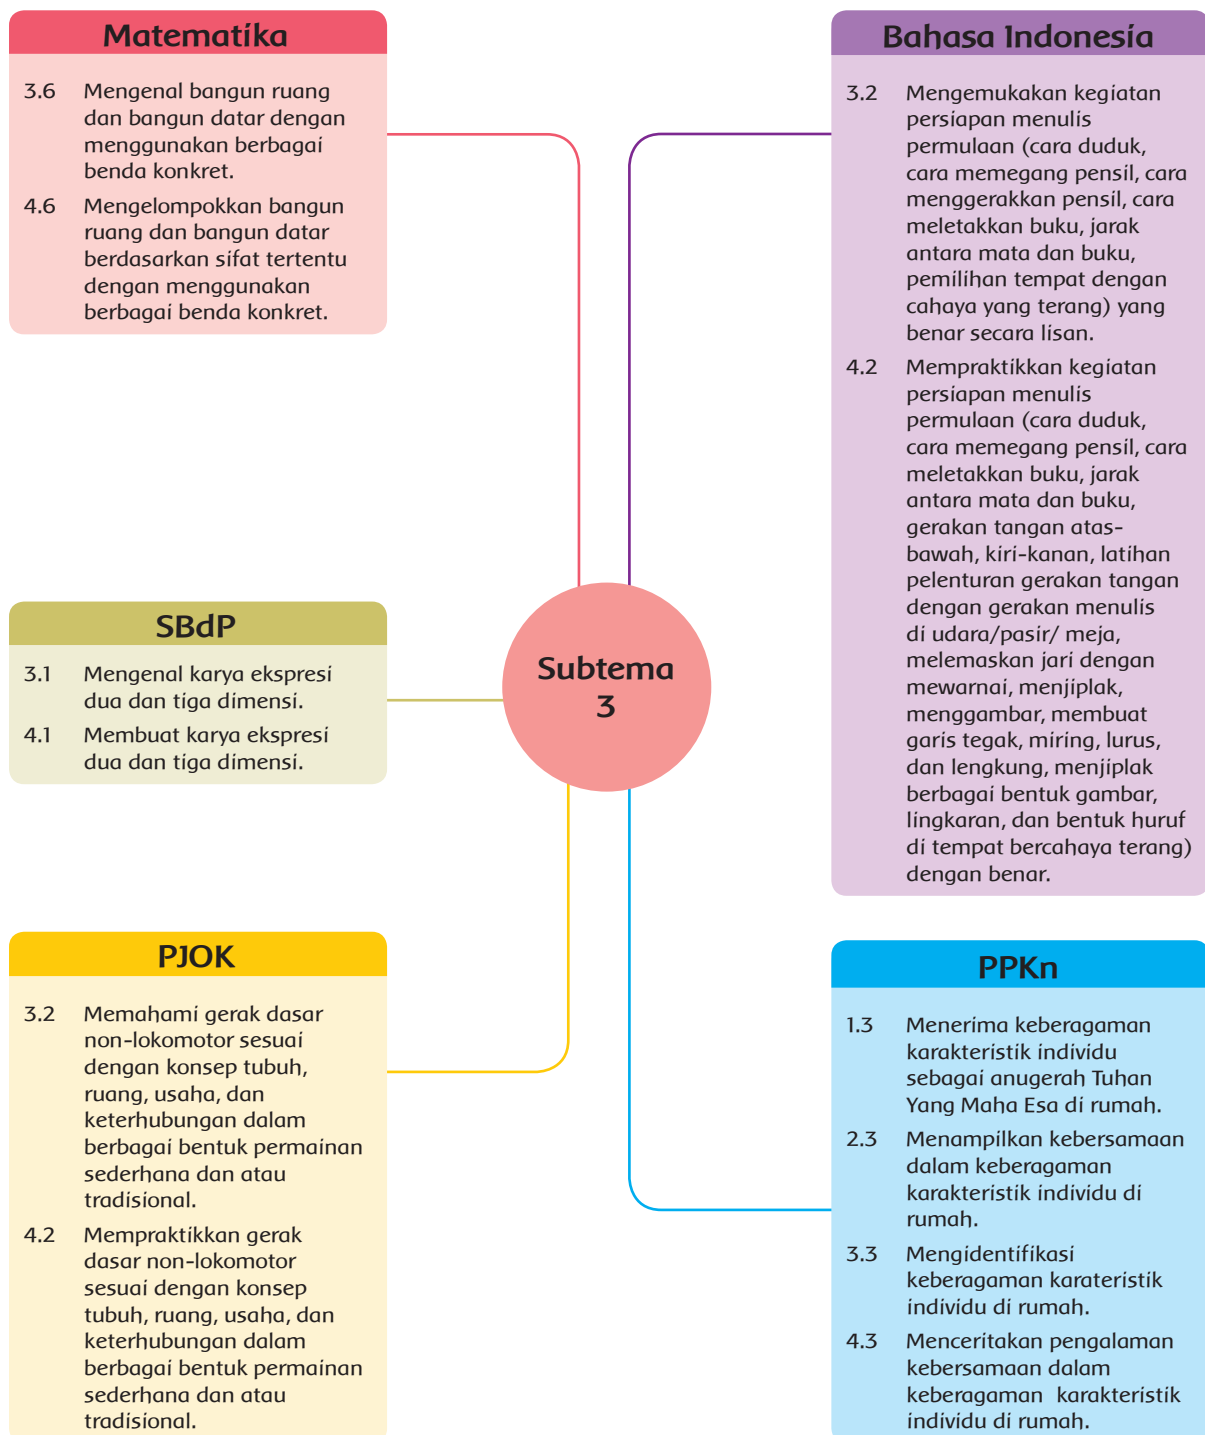 Matematika
3.6 Mengenal bangun ruang
dan bangun datar dengan
menggunakan berbagai
benda konkret.
4.6 Mengelompokkan bangun
ruang dan bangun datar
berdasarkan sifat tertentu
dengan menggunakan
berbagai benda konkret.
Bahasa Indonesia
3.2 Mengemukakan kegiatan
persiapan menulis
permulaan (cara duduk,
cara memegang pensil, cara
menggerakkan pensil, cara
meletakkan buku, jarak
antara mata dan buku,
pemilihan tempat dengan
cahaya yang terang) yang
benar secara lisan.
4.2 Mempraktikkan kegiatan
persiapan menulis
permulaan (cara duduk,
cara memegang pensil, cara
meletakkan buku, jarak
antara mata dan buku,
gerakan tangan atas-
bawah, kiri-kanan, latihan
pelenturan gerakan tangan
dengan gerakan menulis
di udara/pasir/ meja,
melemaskan jari dengan
mewarnai, menjiplak,
menggambar, membuat
garis tegak, miring, lurus,
dan lengkung, menjiplak
berbagai bentuk gambar,
lingkaran, dan bentuk huruf
di tempat bercahaya terang)
dengan benar.
SBdP
3.1 Mengenal karya ekspresi
dua dan tiga dimensi.
4.1 Membuat karya ekspresi
dua dan tiga dimensi.
Subtema
3
PJOK
3.2 Memahami gerak dasar
non-lokomotor sesuai
dengan konsep tubuh,
ruang, usaha, dan
keterhubungan dalam
berbagai bentuk permainan
sederhana dan atau
tradisional.
4.2 Mempraktikkan gerak
dasar non-lokomotor
sesuai dengan konsep
tubuh, ruang, usaha, dan
keterhubungan dalam
berbagai bentuk permainan
sederhana dan atau
tradisional.
PPKn
1.3 Menerima keberagaman
karakteristik individu
sebagai anugerah Tuhan
Yang Maha Esa di rumah.
2.3 Menampilkan kebersamaan
dalam keberagaman
karakteristik individu di
rumah.
3.3 Mengidentifikasi
keberagaman karateristik
individu di rumah.
4.3 Menceritakan pengalaman
kebersamaan dalam
keberagaman karakteristik
individu di rumah.